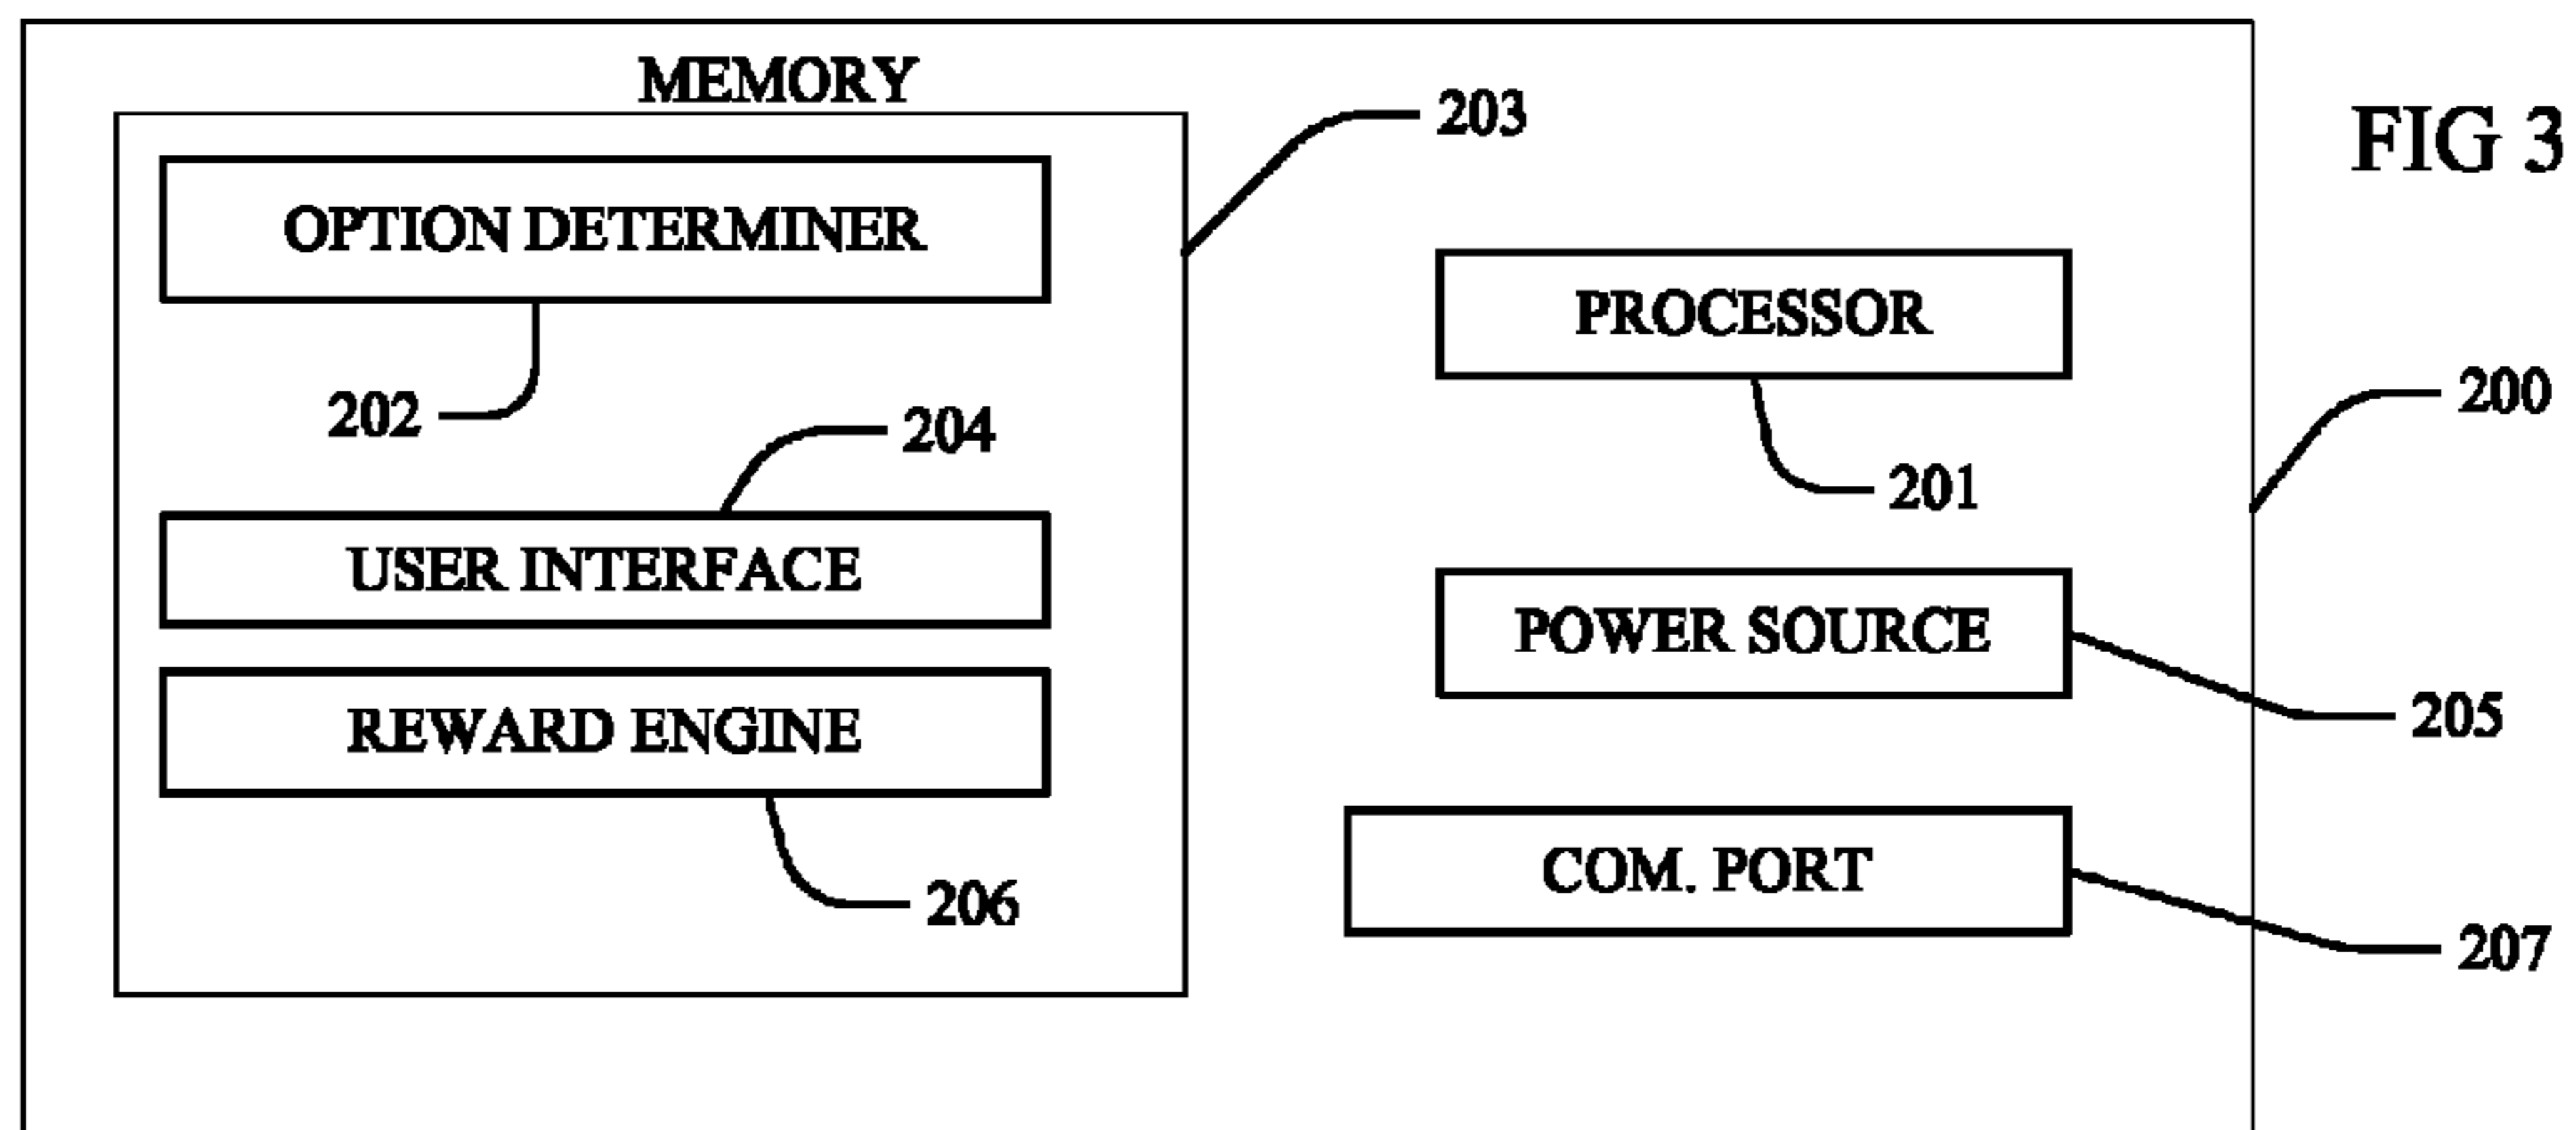 MEMORY
203
FIG 3
OPTION DETERMINER
PROCESSOR
202
204
200
201
USER INTERFACE
POWER SOURCE
REWARD ENGINE
205
COM. PORT
206
207